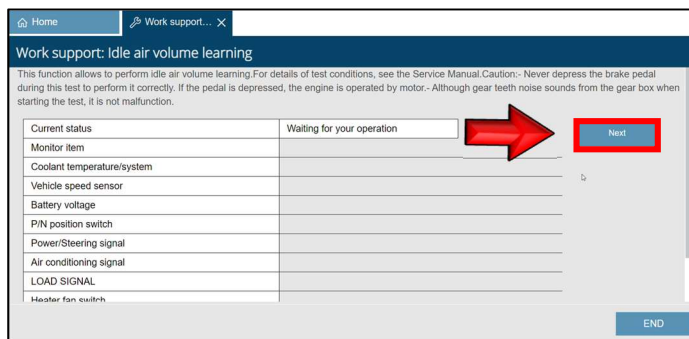 Home
Work support...
Work support: Idle air volume learning
This function allows to perform idle air volume learning.For details of test conditions, see the Service Manual.Caution:- Never depress the brake pedal
during this test to perform it correctly. If the pedal is depressed, the engine is operated by motor.- Although gear teeth noise sounds from the gear box when
starting the test, it is not malfunction.
Current status Waiting for your operation
Next
Monitor item
Coolant temperature/system
Vehicle speed sensor
Battery voltage
P/N position switch
Power/Steering signal
Air conditioning signal
LOAD SIGNAL
Heater fan switch
END